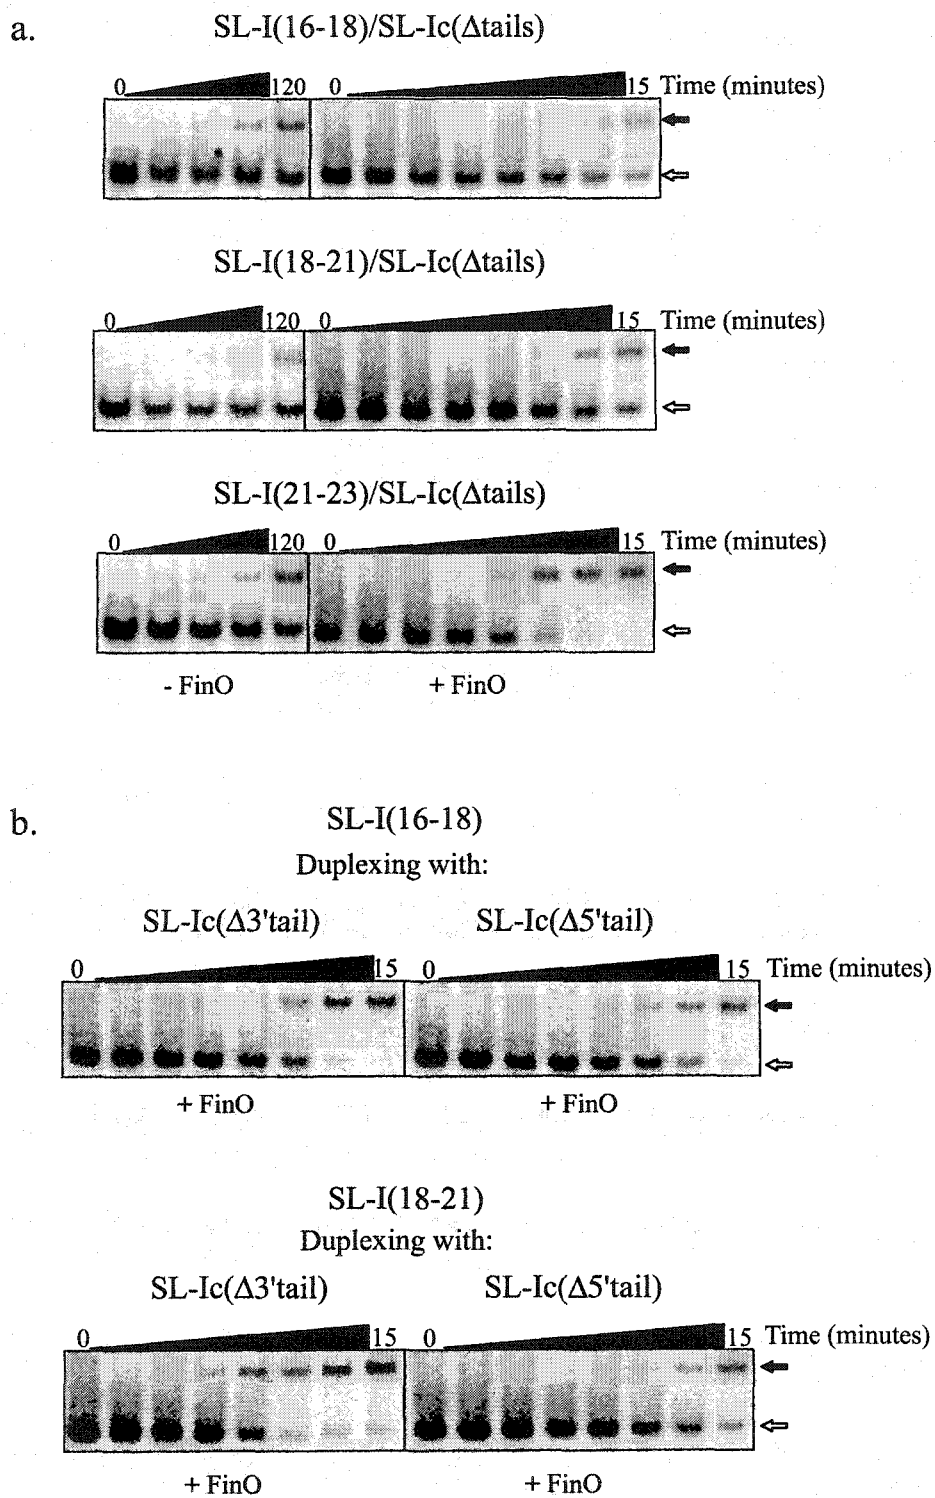 a.
SL-I(16-18)/SL-Ic(Δtails)
0 120 0 15 Time (minutes)
SL-I(18-21)/SL-Ic(Δtails)
0 120 0 15 Time (minutes)
SL-I(21-23)/SL-Ic(Δtails)
0 120 0 15 Time (minutes)
- FinO + FinO
b.
SL-I(16-18)
Duplexing with:
SL-Ic(Δ3'tail) SL-Ic(Δ5'tail)
0 15 0 15 Time (minutes)
+ FinO + FinO
SL-I(18-21)
Duplexing with:
SL-Ic(Δ3'tail) SL-Ic(Δ5'tail)
0 15 0 15 Time (minutes)
+ FinO + FinO